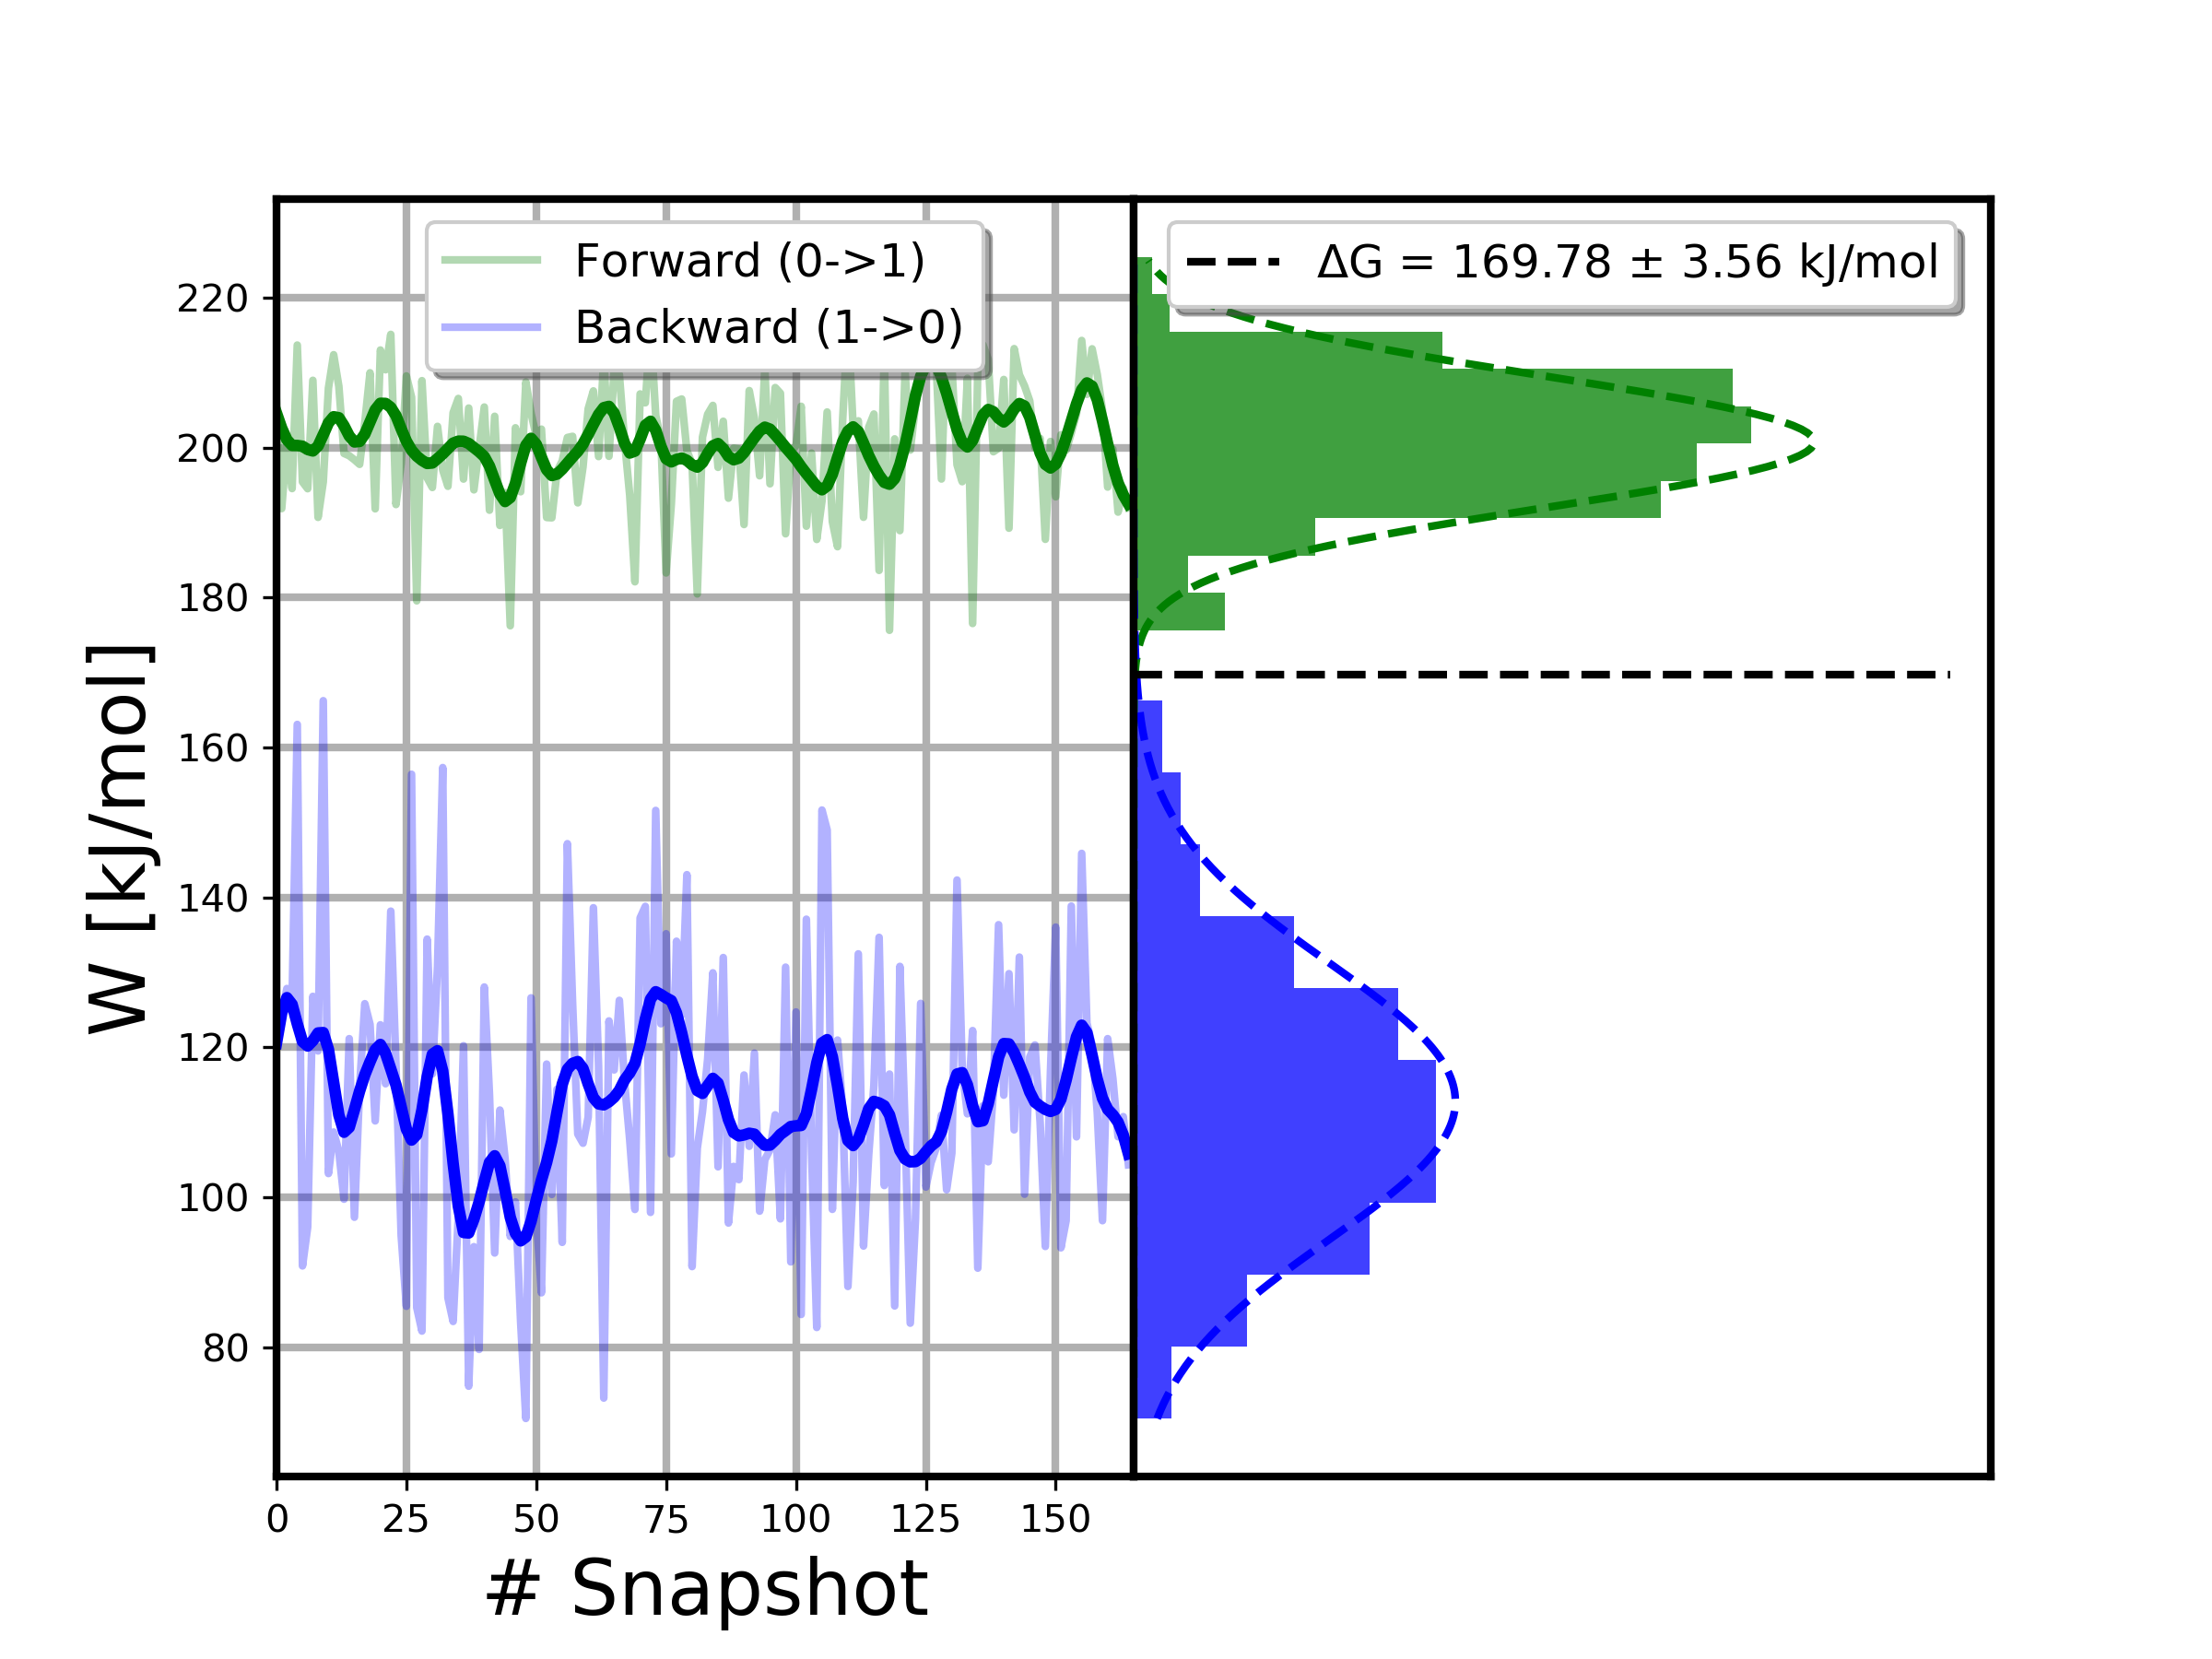 Forward (0->1)
Backward (1->0)
ΔG = 169.78 ± 3.56 kJ/mol
220
200
180
160
140
120
100
80
W [kJ/mol]
0 25 50 75 100 125 150
# Snapshot